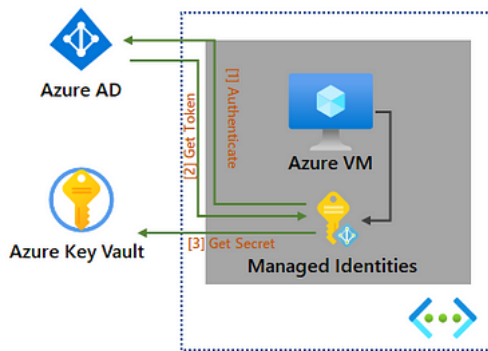 Azure AD
[1] Authenticate
[2] Get Token
Azure VM
Azure Key Vault
[3] Get Secret
Managed Identities